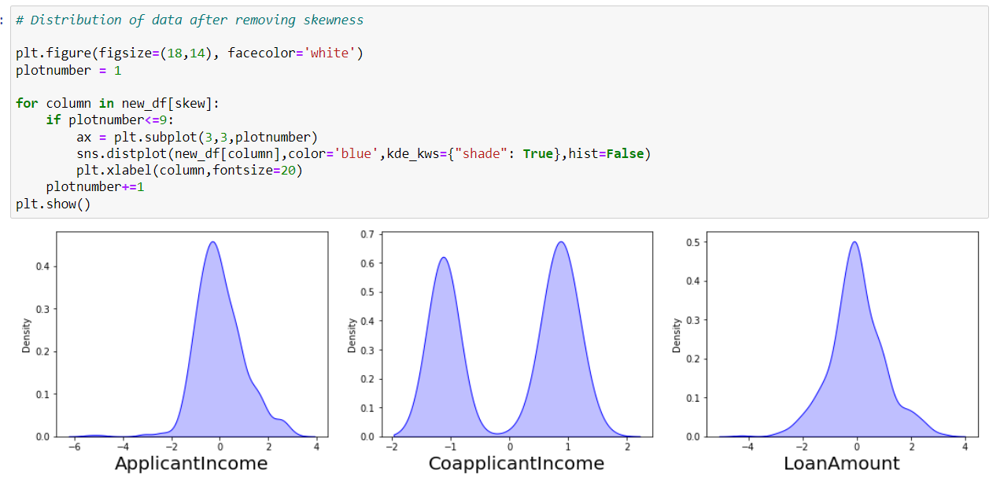 : # Distribution of data after removing skewness
plt.figure(figsize=(18,14), facecolor='white')
plotnumber = 1
for column in new_df[skew]:
    if plotnumber<=9:
        ax = plt.subplot(3,3,plotnumber)
        sns.distplot(new_df[column],color='blue',kde_kws={"shade": True},hist=False)
        plt.xlabel(column,fontsize=20)
    plotnumber+=1
plt.show()
Density
0.4
0.3
0.2
0.1
0.0
−6 −4 −2 0 2 4
ApplicantIncome
Density
0.7
0.6
0.5
0.4
0.3
0.2
0.1
0.0
−2 −1 0 1 2
CoapplicantIncome
Density
0.5
0.4
0.3
0.2
0.1
0.0
−4 −2 0 2 4
LoanAmount